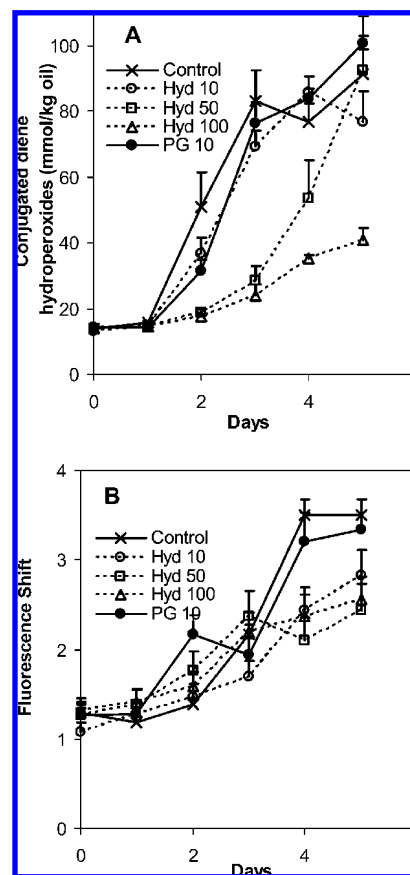 A
Conjugated diene
hydroperoxides (mmol/kg oil)
100
80
60
40
20
0
Control
Hyd 10
Hyd 50
Hyd 100
PG 10
0
2
4
Days
B
Fluorescence Shift
4
3
2
1
0
Control
Hyd 10
Hyd 50
Hyd 100
PG 10
0
2
4
Days